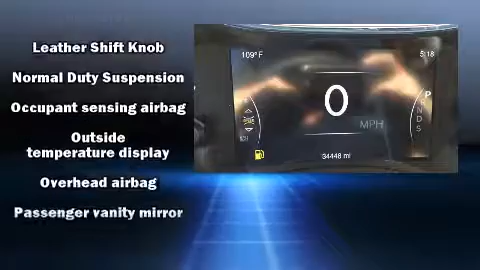 Leather Shift Knob
Normal Duty Suspension
Occupant sensing airbag
Outside
temperature display
Overhead airbag
Passenger vanity mirror
109°F
5:18
0
MPH
P
R
N
D
S
34446 mi